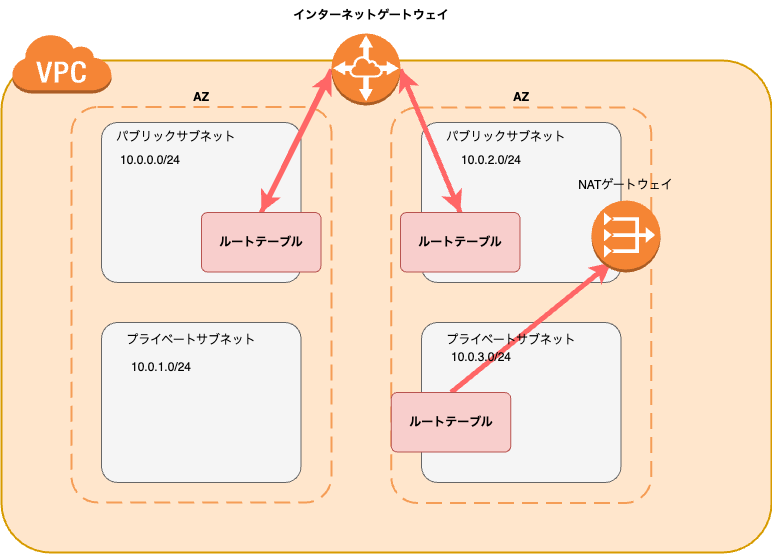 インターネットゲートウェイ
VPC
AZ
パブリックサブネット
10.0.0.0/24
ルートテーブル
プライベートサブネット
10.0.1.0/24
AZ
パブリックサブネット
10.0.2.0/24
NATゲートウェイ
ルートテーブル
プライベートサブネット
10.0.3.0/24
ルートテーブル